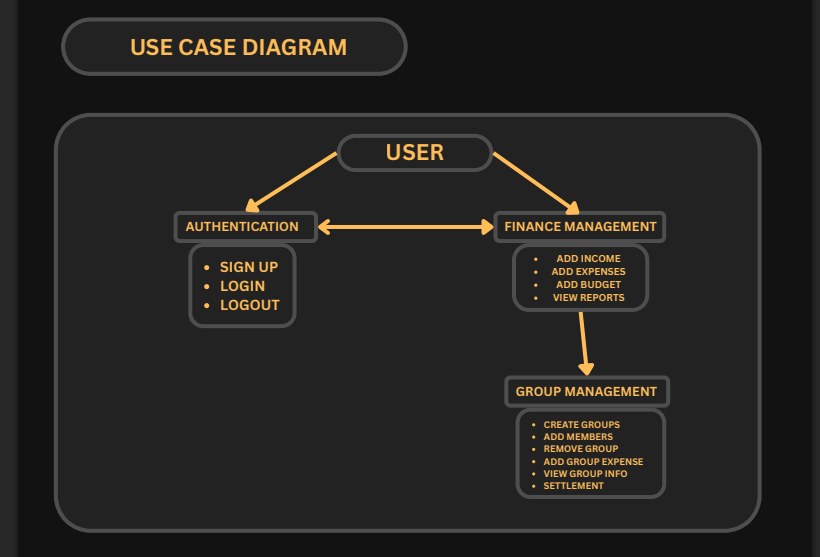 USE CASE DIAGRAM
USER
AUTHENTICATION
• SIGN UP
• LOGIN
• LOGOUT
FINANCE MANAGEMENT
• ADD INCOME
• ADD EXPENSES
• ADD BUDGET
• VIEW REPORTS
GROUP MANAGEMENT
• CREATE GROUPS
• ADD MEMBERS
• REMOVE GROUP
• ADD GROUP EXPENSE
• VIEW GROUP INFO
• SETTLEMENT